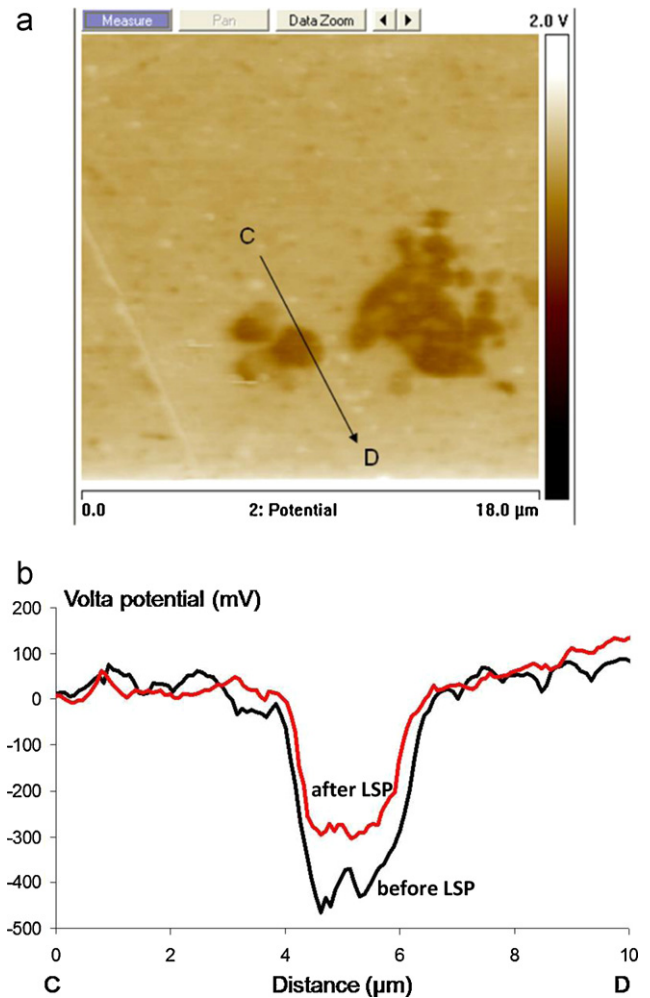 a
Measure Pan Data Zoom
2.0 V
C
D
0.0 2: Potential 18.0 µm
b
Volta potential (mV)
200
100
0
-100
-200
-300
-400
-500
after LSP
before LSP
0 2 4 6 8 10
C Distance (µm) D